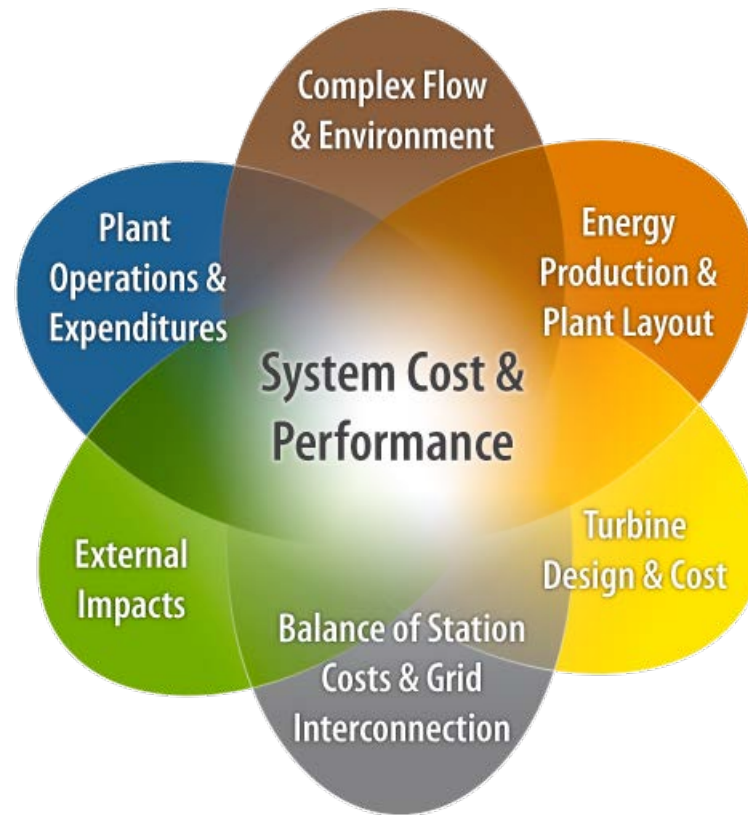 Complex Flow
& Environment
Energy
Production &
Plant Layout
Plant
Operations &
Expenditures
System Cost &
Performance
Turbine
Design & Cost
External
Impacts
Balance of Station
Costs & Grid
Interconnection